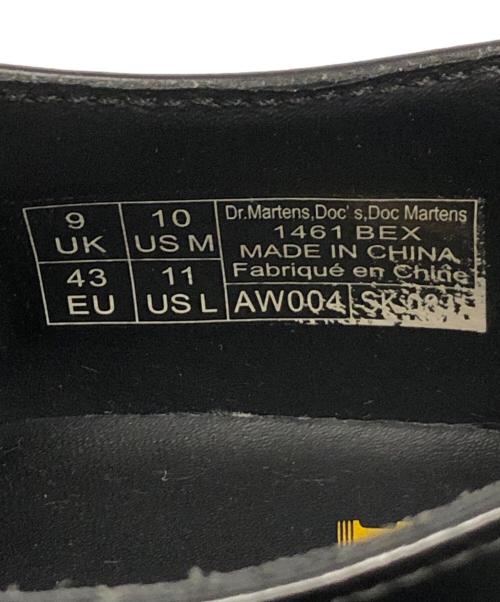 9 UK
10 US M
43 EU
11 US L
Dr.Martens,Doc's,Doc Martens
1461 BEX
MADE IN CHINA
Fabriqué en Chine
AW004